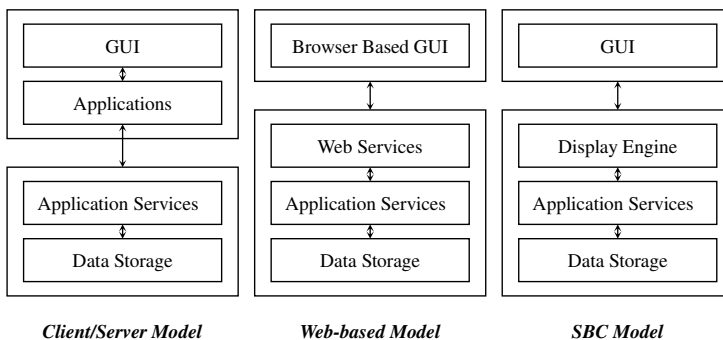 GUI
Applications
Application Services
Data Storage
Client/Server Model
Browser Based GUI
Web Services
Application Services
Data Storage
Web-based Model
GUI
Display Engine
Application Services
Data Storage
SBC Model